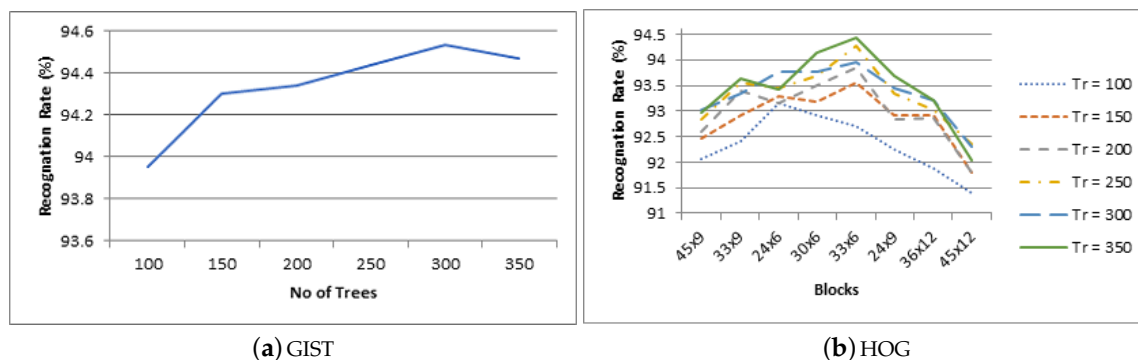 94.6
94.4
94.2
94
93.8
93.6
Recognation Rate (%)
100 150 200 250 300 350
No of Trees
(a) GIST
94.5
94
93.5
93
92.5
92
91.5
91
Recognation Rate (%)
45x9 33x9 24x6 30x6 33x6 24x9 36x12 45x12
Blocks
Tr = 100
Tr = 150
Tr = 200
Tr = 250
Tr = 300
Tr = 350
(b) HOG